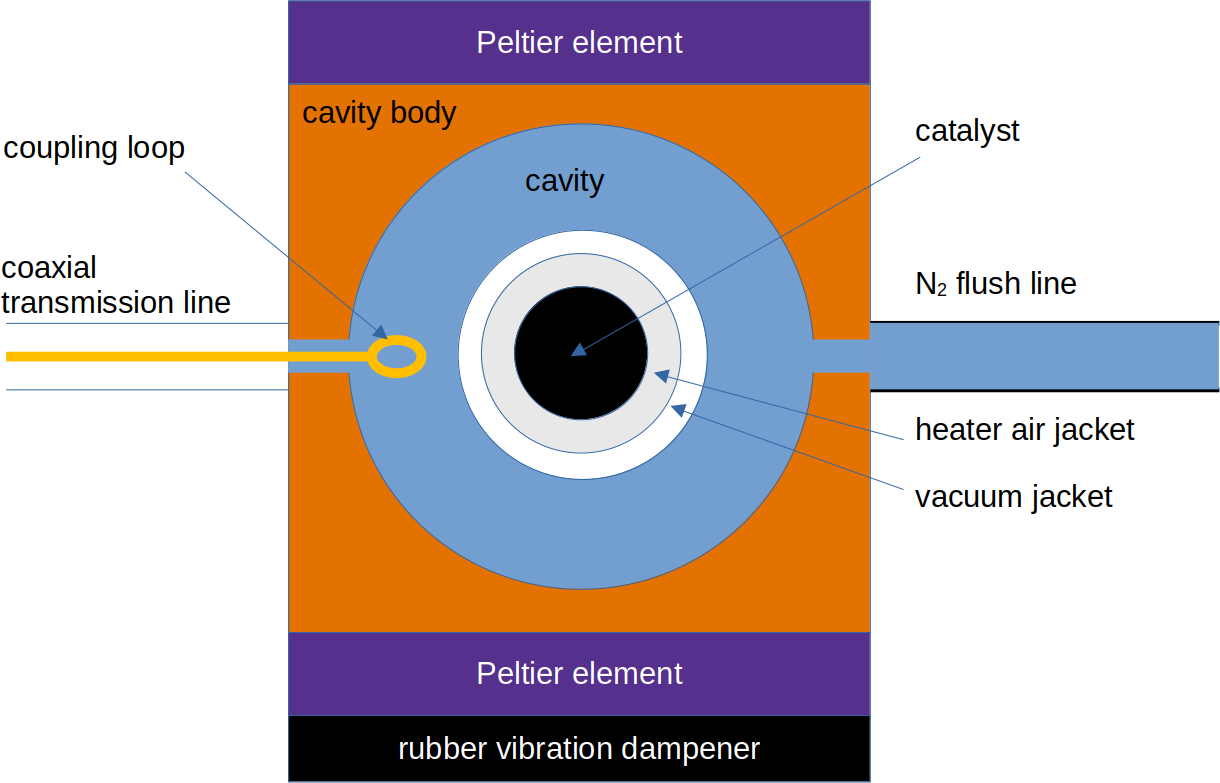 Peltier element
cavity body
coupling loop
catalyst
cavity
coaxial
transmission line
N₂ flush line
heater air jacket
vacuum jacket
Peltier element
rubber vibration dampener